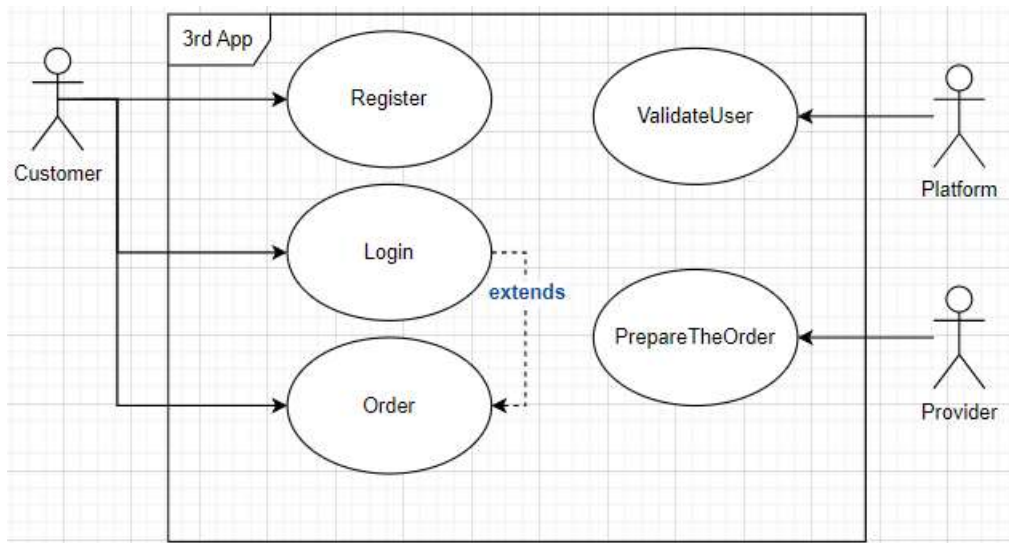 3rd App
Register
ValidateUser
Customer
Platform
Login
extends
PrepareTheOrder
Order
Provider